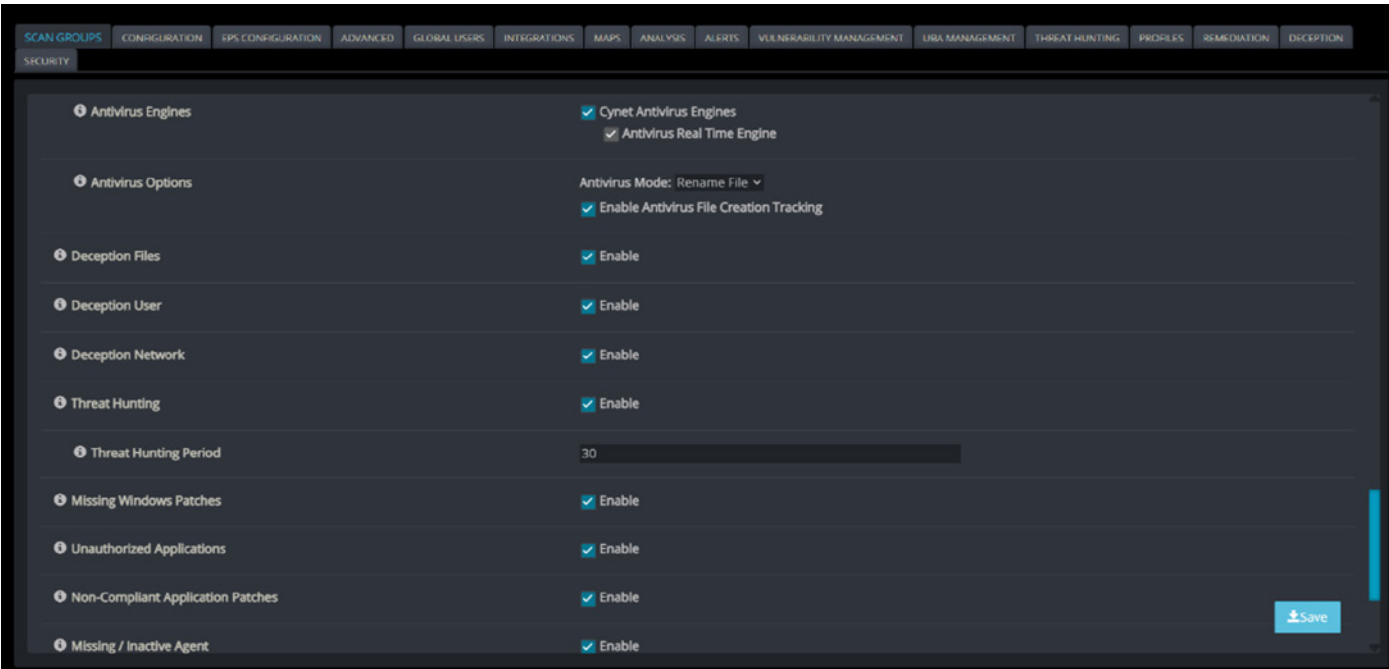 SCAN GROUPS CONFIGURATION EPS CONFIGURATION ADVANCED GLOBAL USERS INTEGRATIONS MAPS ANALYSIS ALERTS VULNERABILITY MANAGEMENT UBA MANAGEMENT THREAT HUNTING PROFILES REMEDIATION DECEPTION
SECURITY
Antivirus Engines Cynet Antivirus Engines
Antivirus Real Time Engine
Antivirus Options Antivirus Mode: Rename File
Enable Antivirus File Creation Tracking
Deception Files Enable
Deception User Enable
Deception Network Enable
Threat Hunting Enable
Threat Hunting Period 30
Missing Windows Patches Enable
Unauthorized Applications Enable
Non-Compliant Application Patches Enable
Save
Missing / Inactive Agent Enable